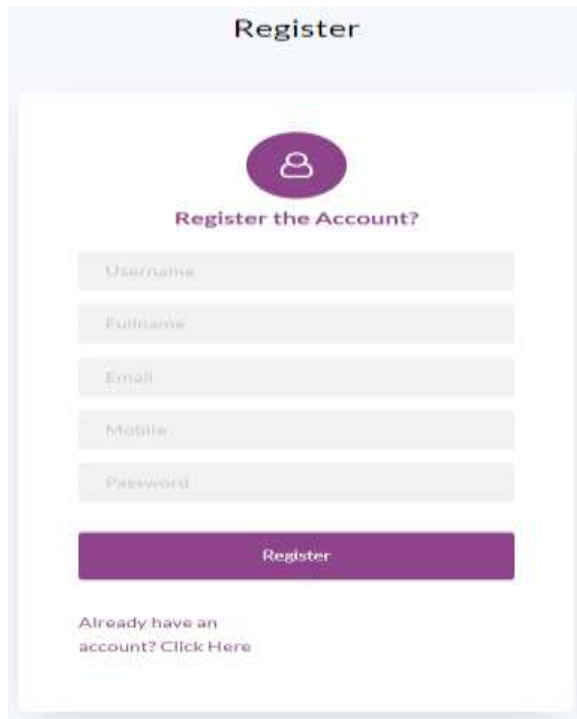 Register
Register the Account?
Username
Fullname
Email
Mobile
Password
Register
Already have an
account? Click Here